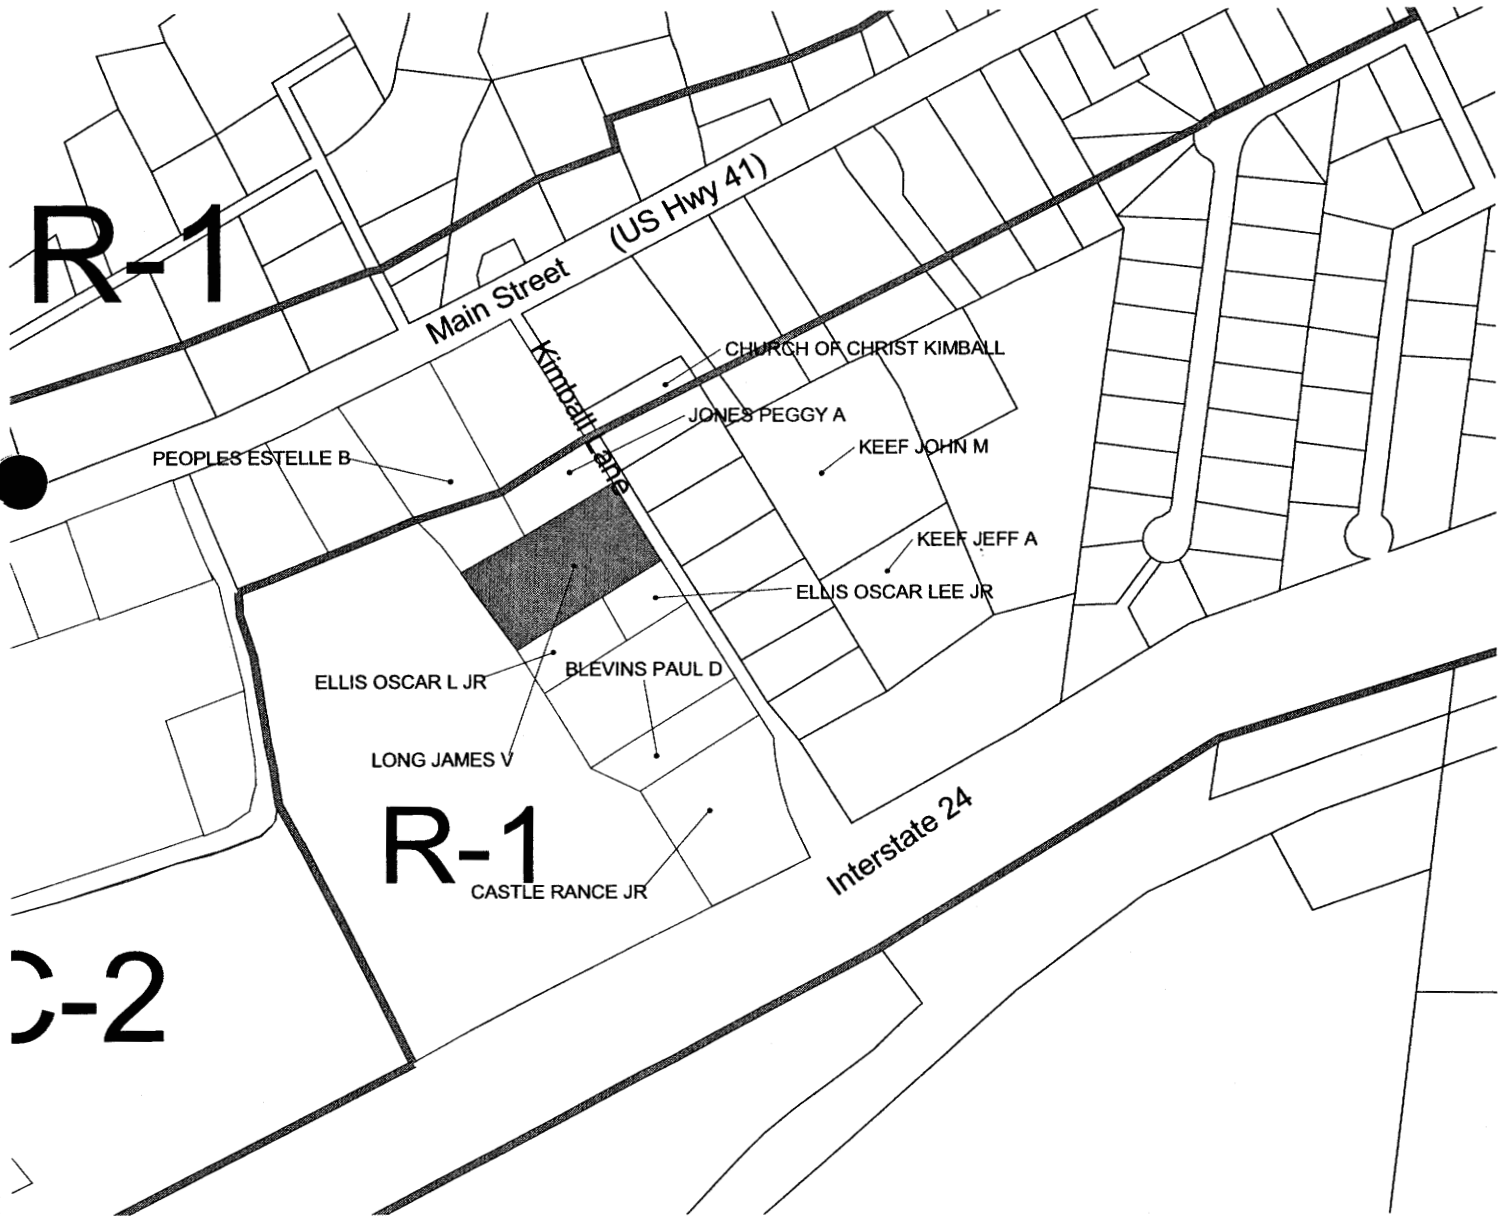 R-1
(US Hwy 41)
Main Street
Kimball Lane
CHURCH OF CHRIST KIMBALL
JONES PEGGY A
KEEF JOHN M
PEOPLES ESTELLE B
KEEF JEFF A
ELLIS OSCAR LEE JR
BLEVINS PAUL D
ELLIS OSCAR L JR
LONG JAMES V
R-1
Interstate 24
CASTLE RANCE JR
C-2